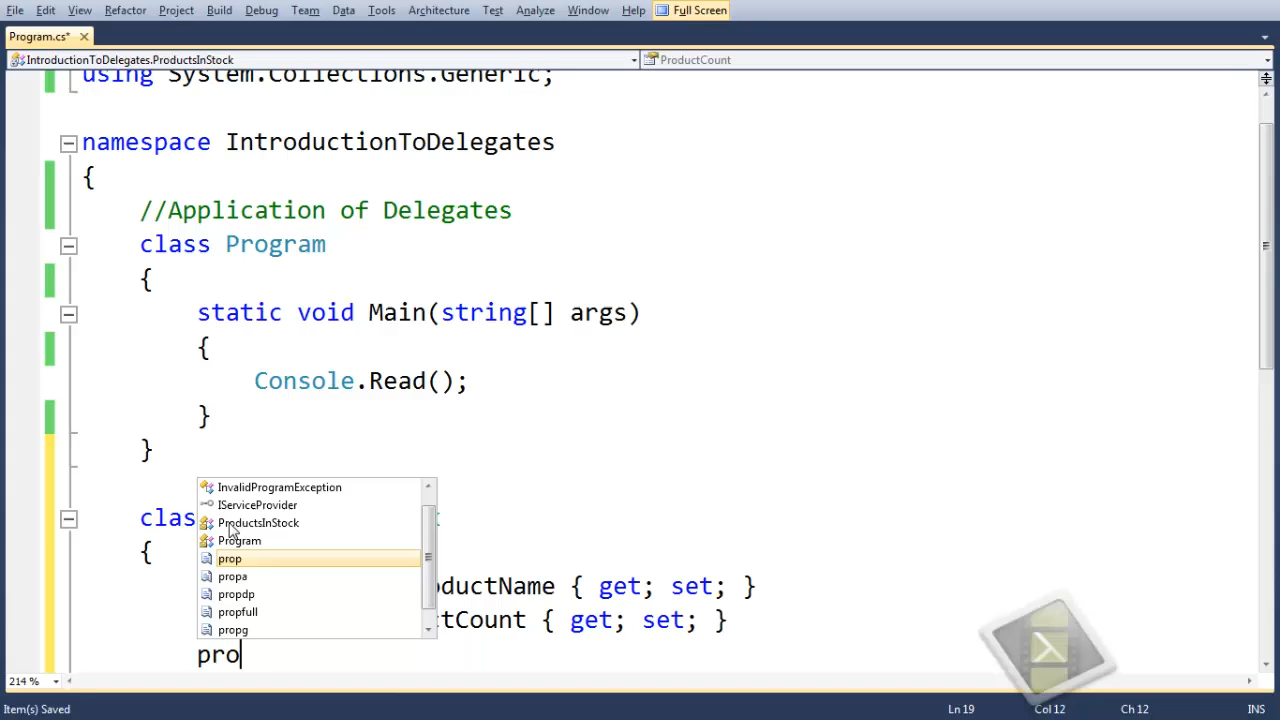 File Edit View Refactor Project Build Debug Team Data Tools Architecture Test Analyze Window Help Full Screen
Program.cs*
IntroductionToDelegates.ProductsInStock ProductCount
using System.Collections.Generic;
namespace IntroductionToDelegates
{
//Application of Delegates
class Program
{
static void Main(string[] args)
{
Console.Read();
}
}
InvalidProgramException
IServiceProvider
clas
ProductsInStock
Program
{
prop
propa
oductName { get; set; }
propdp
propfull
ctCount { get; set; }
propg
pro
214 %
Item(s) Saved Ln 19 Col 12 Ch 12 INS